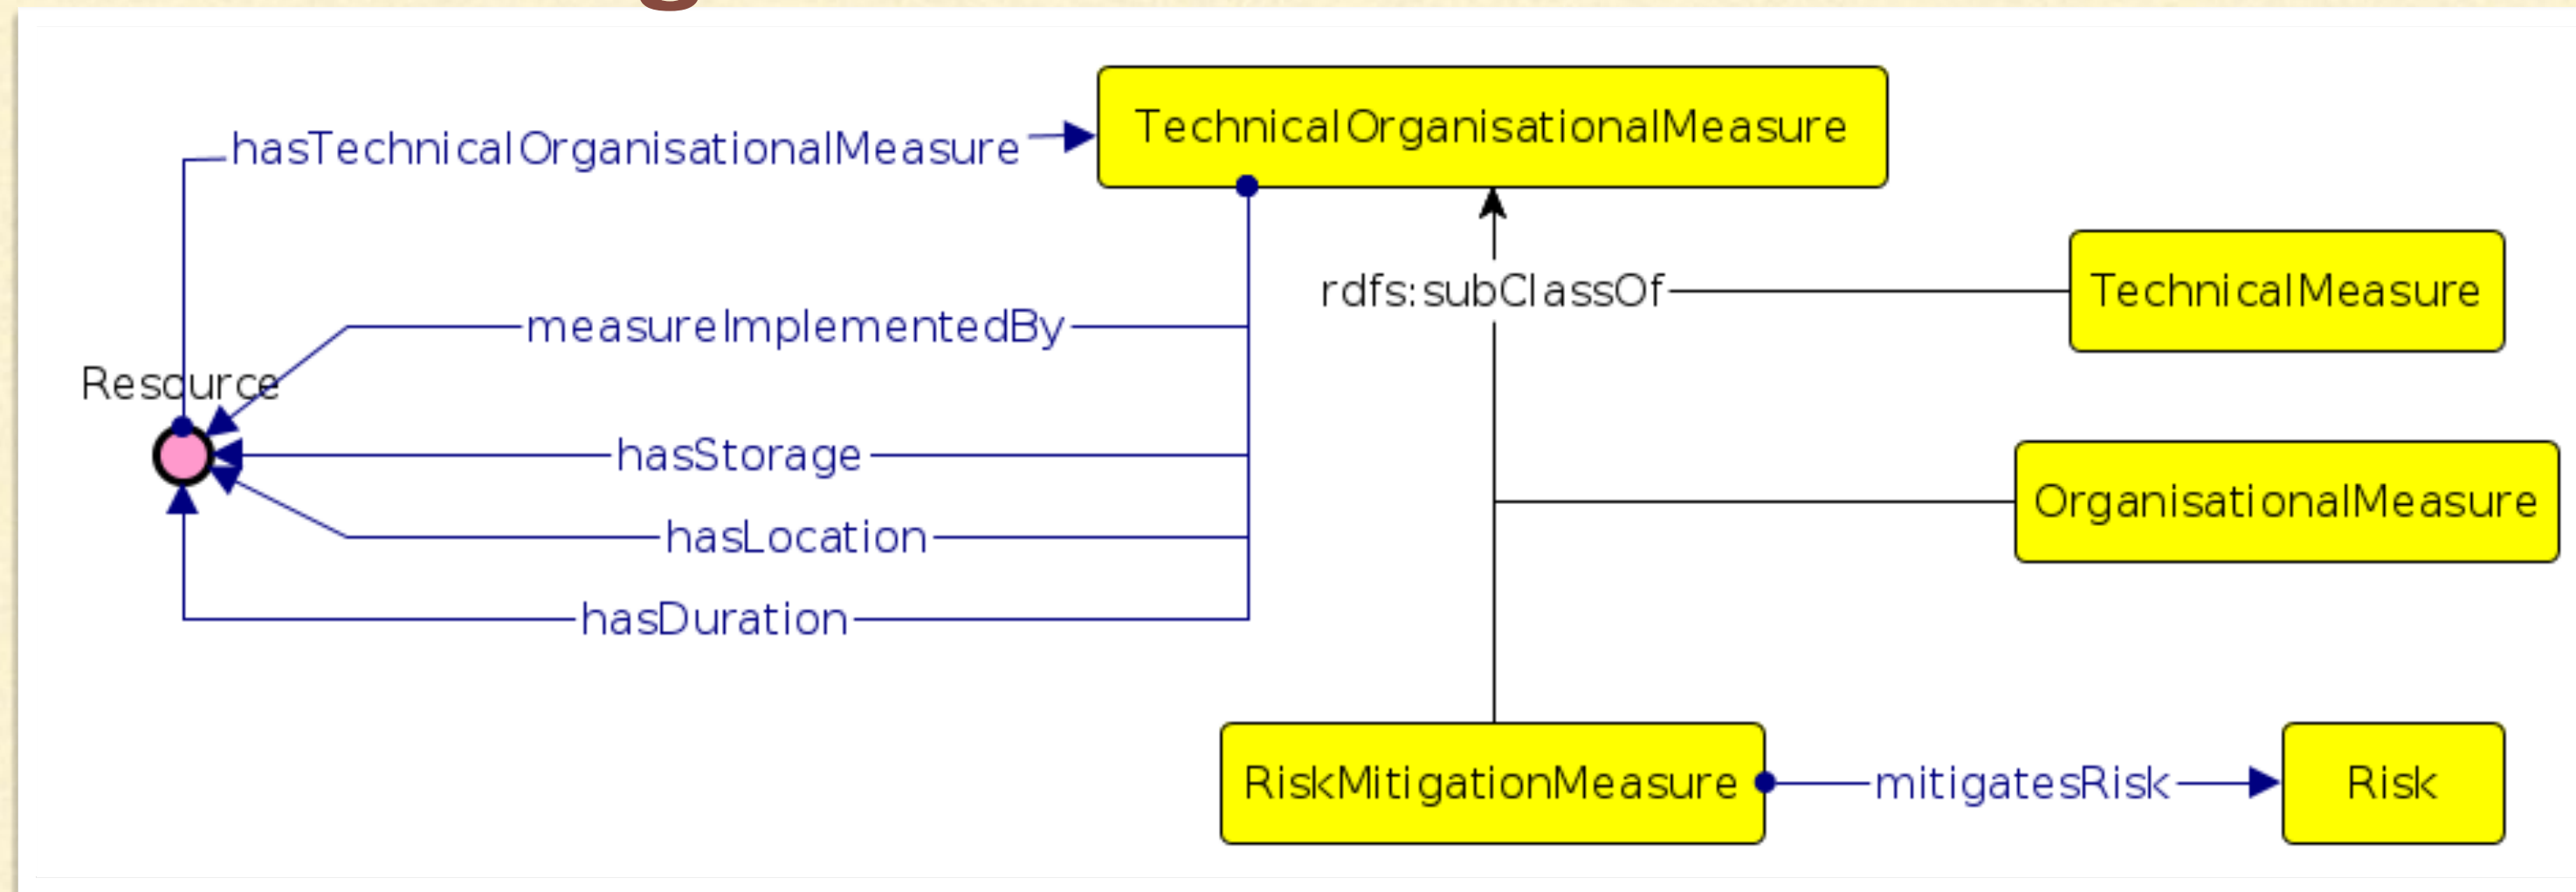 hasTechnicalOrganisationalMeasure
TechnicalOrganisationalMeasure
rdfs:subClassOf
TechnicalMeasure
measureImplementedBy
Resource
hasStorage
OrganisationalMeasure
hasLocation
hasDuration
RiskMitigationMeasure
mitigatesRisk
Risk